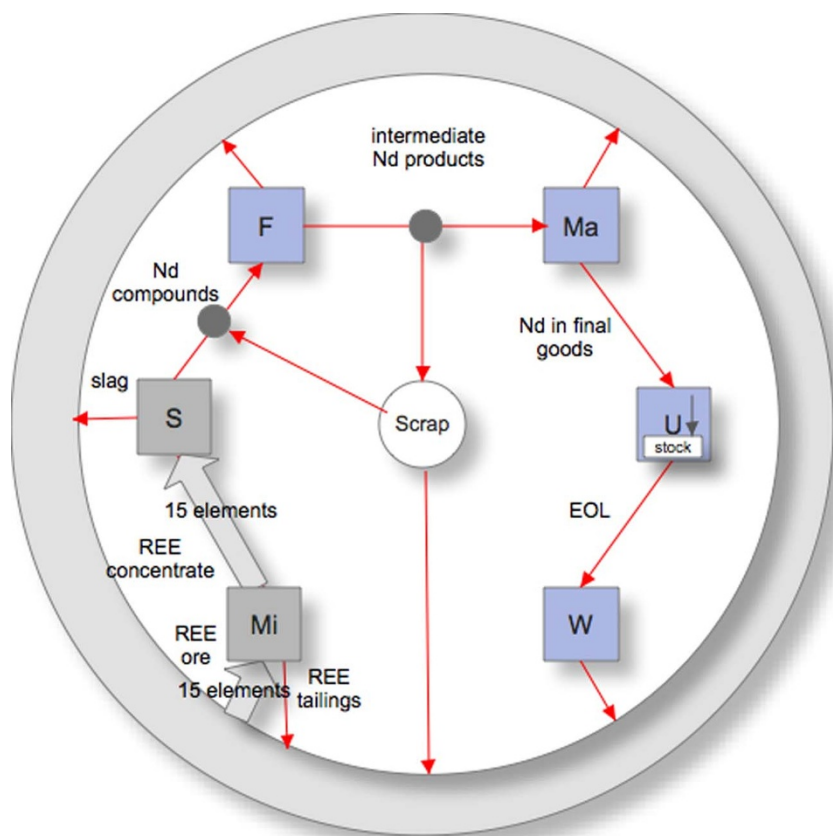 intermediate
Nd products
F
Ma
Nd
compounds
Nd in final
goods
slag
S
Scrap
U
stock
15 elements
EOL
REE
concentrate
Mi
W
REE
ore
15 elements
REE
tailings